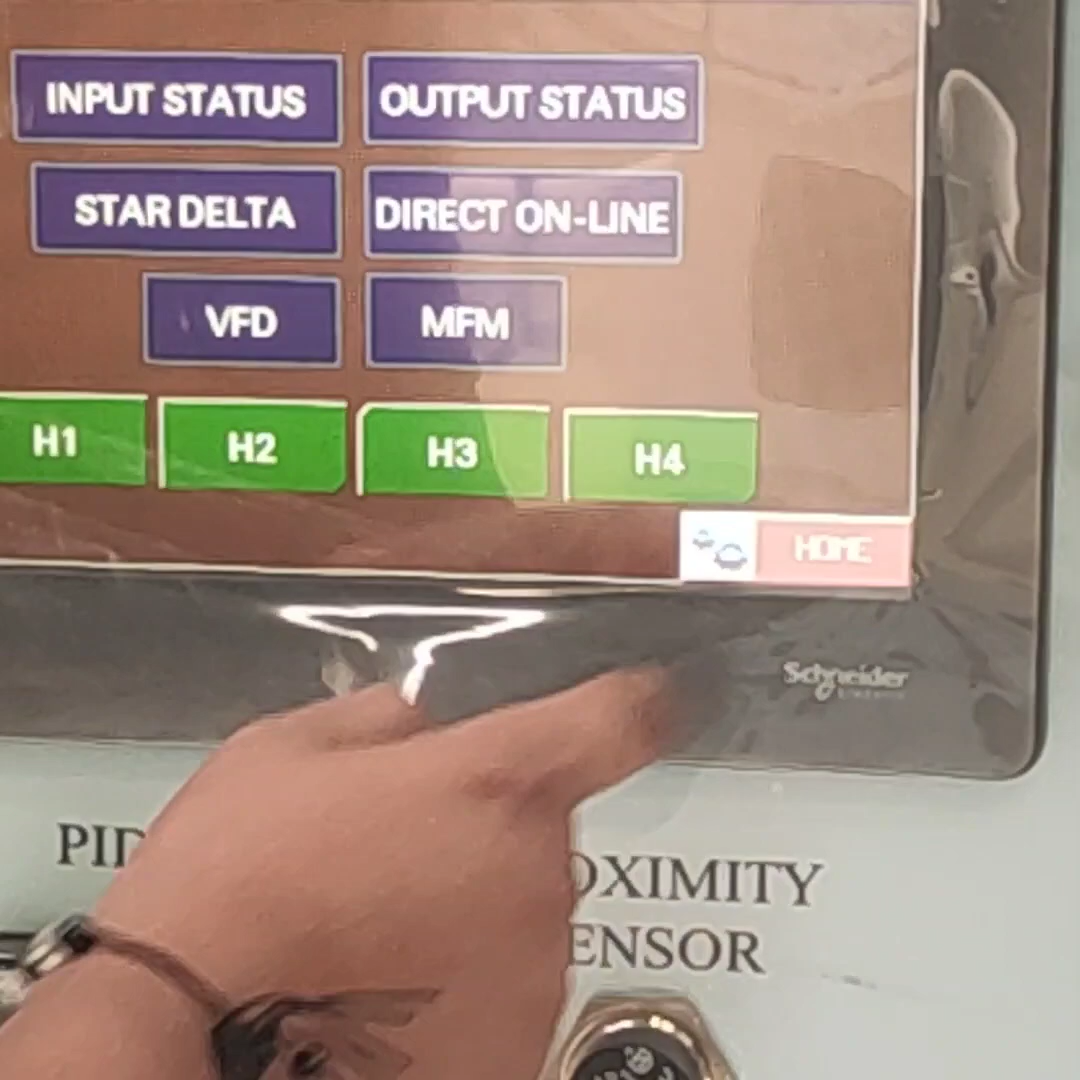 INPUT STATUS
OUTPUT STATUS
STAR DELTA
DIRECT ON-LINE
VFD
MFM
H1
H2
H3
H4
HOME
Schneider
PID
OXIMITY
ENSOR